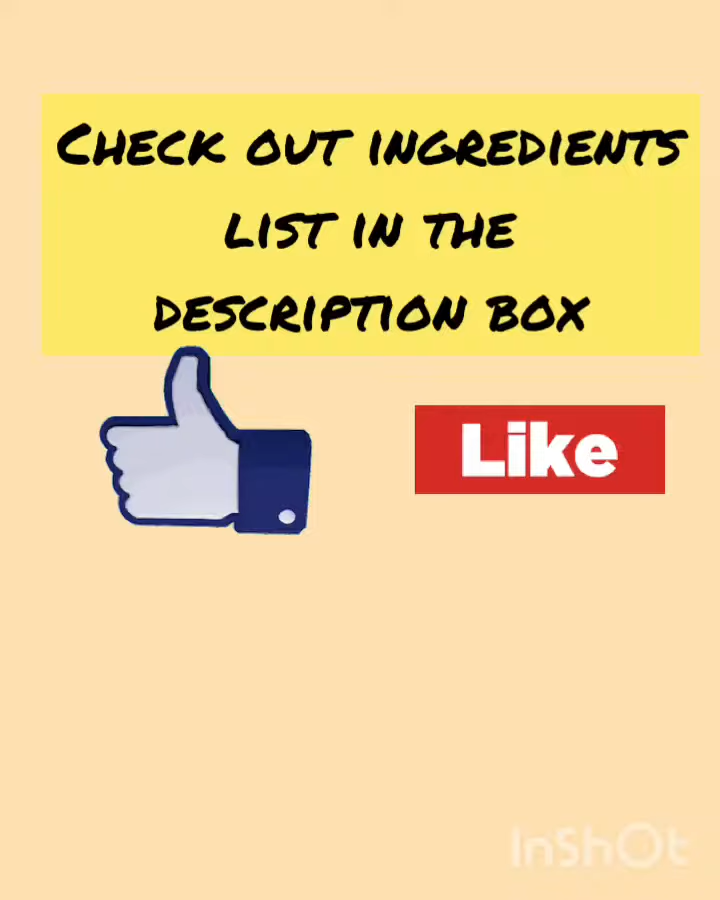 CHECK OUT INGREDIENTS
LIST IN THE
DESCRIPTION BOX
Like
InShOt